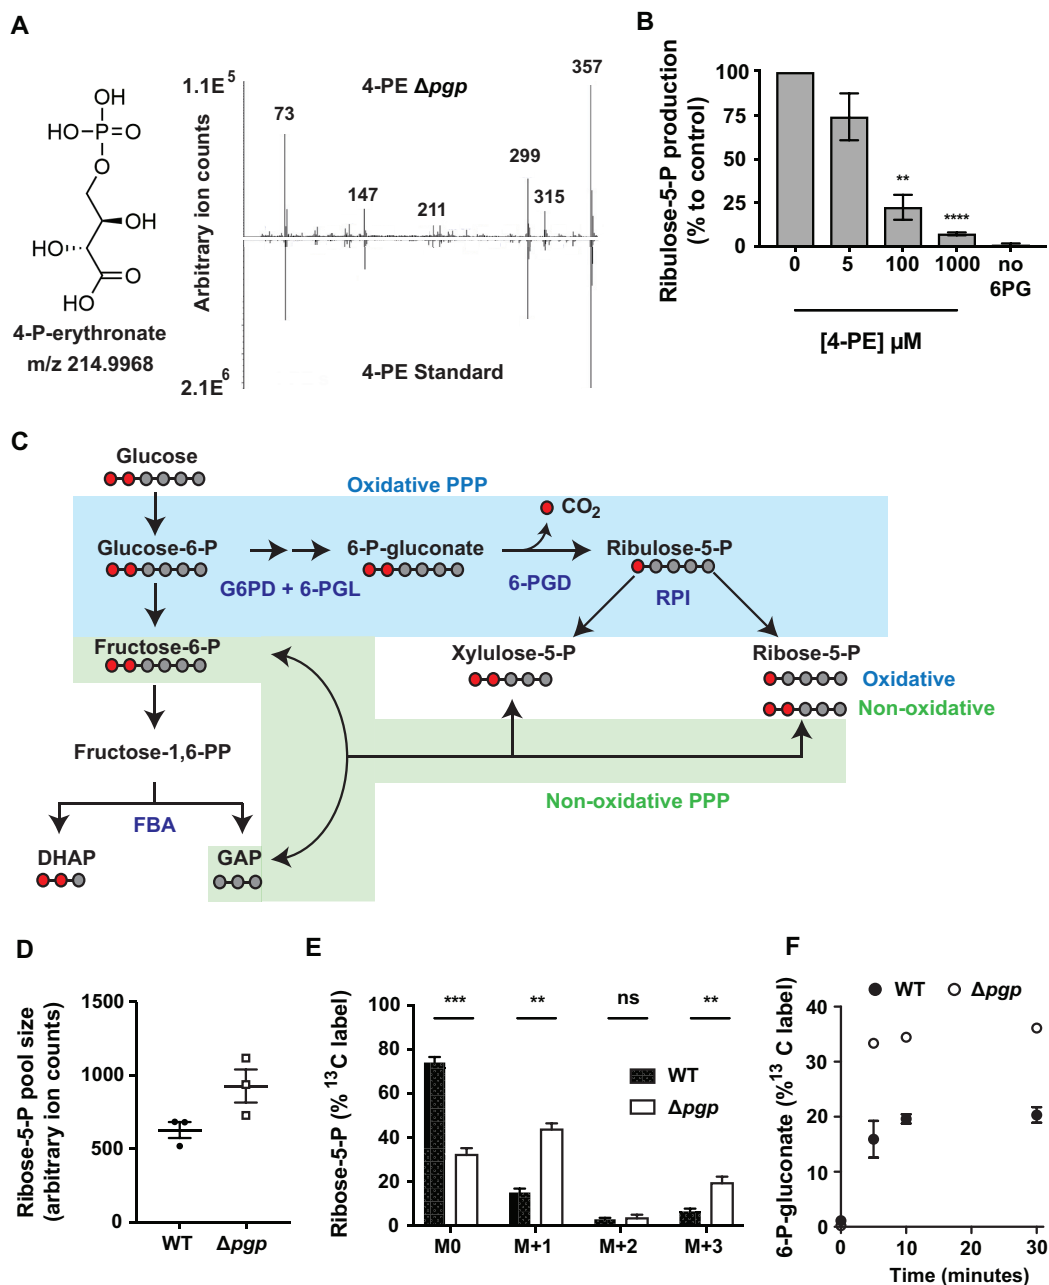 A
OH
HO-P=O
O
OH
HO
O
HO
4-P-erythronate
m/z 214.9968
Arbitrary ion counts
1.1E5
2.1E6
4-PE Δpgp
73
147
211
299
315
357
4-PE Standard
B
Ribulose-5-P production
(% to control)
100
75
50
25
0
**
****
0 5 100 1000 no
6PG
[4-PE] µM
C
Glucose
Oxidative PPP
CO2
Glucose-6-P
6-P-gluconate
Ribulose-5-P
G6PD + 6-PGL
6-PGD
RPI
Fructose-6-P
Xylulose-5-P
Ribose-5-P
Oxidative
Non-oxidative
Fructose-1,6-PP
Non-oxidative PPP
FBA
DHAP
GAP
D
Ribose-5-P pool size
(arbitrary ion counts)
1500
1000
500
0
WT Δpgp
E
Ribose-5-P (% 13C label)
100
80
60
40
20
0
*** ** ns **
WT
Δpgp
M0 M+1 M+2 M+3
F
WT Δpgp
6-P-gluconate (%13 C label)
40
30
20
10
0
0 10 20 30
Time (minutes)